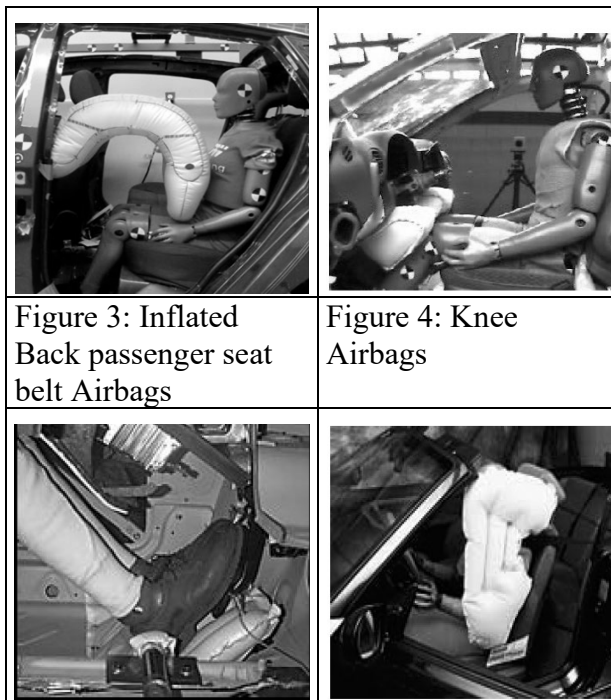 Figure 3: Inflated
Back passenger seat
belt Airbags
Figure 4: Knee
Airbags